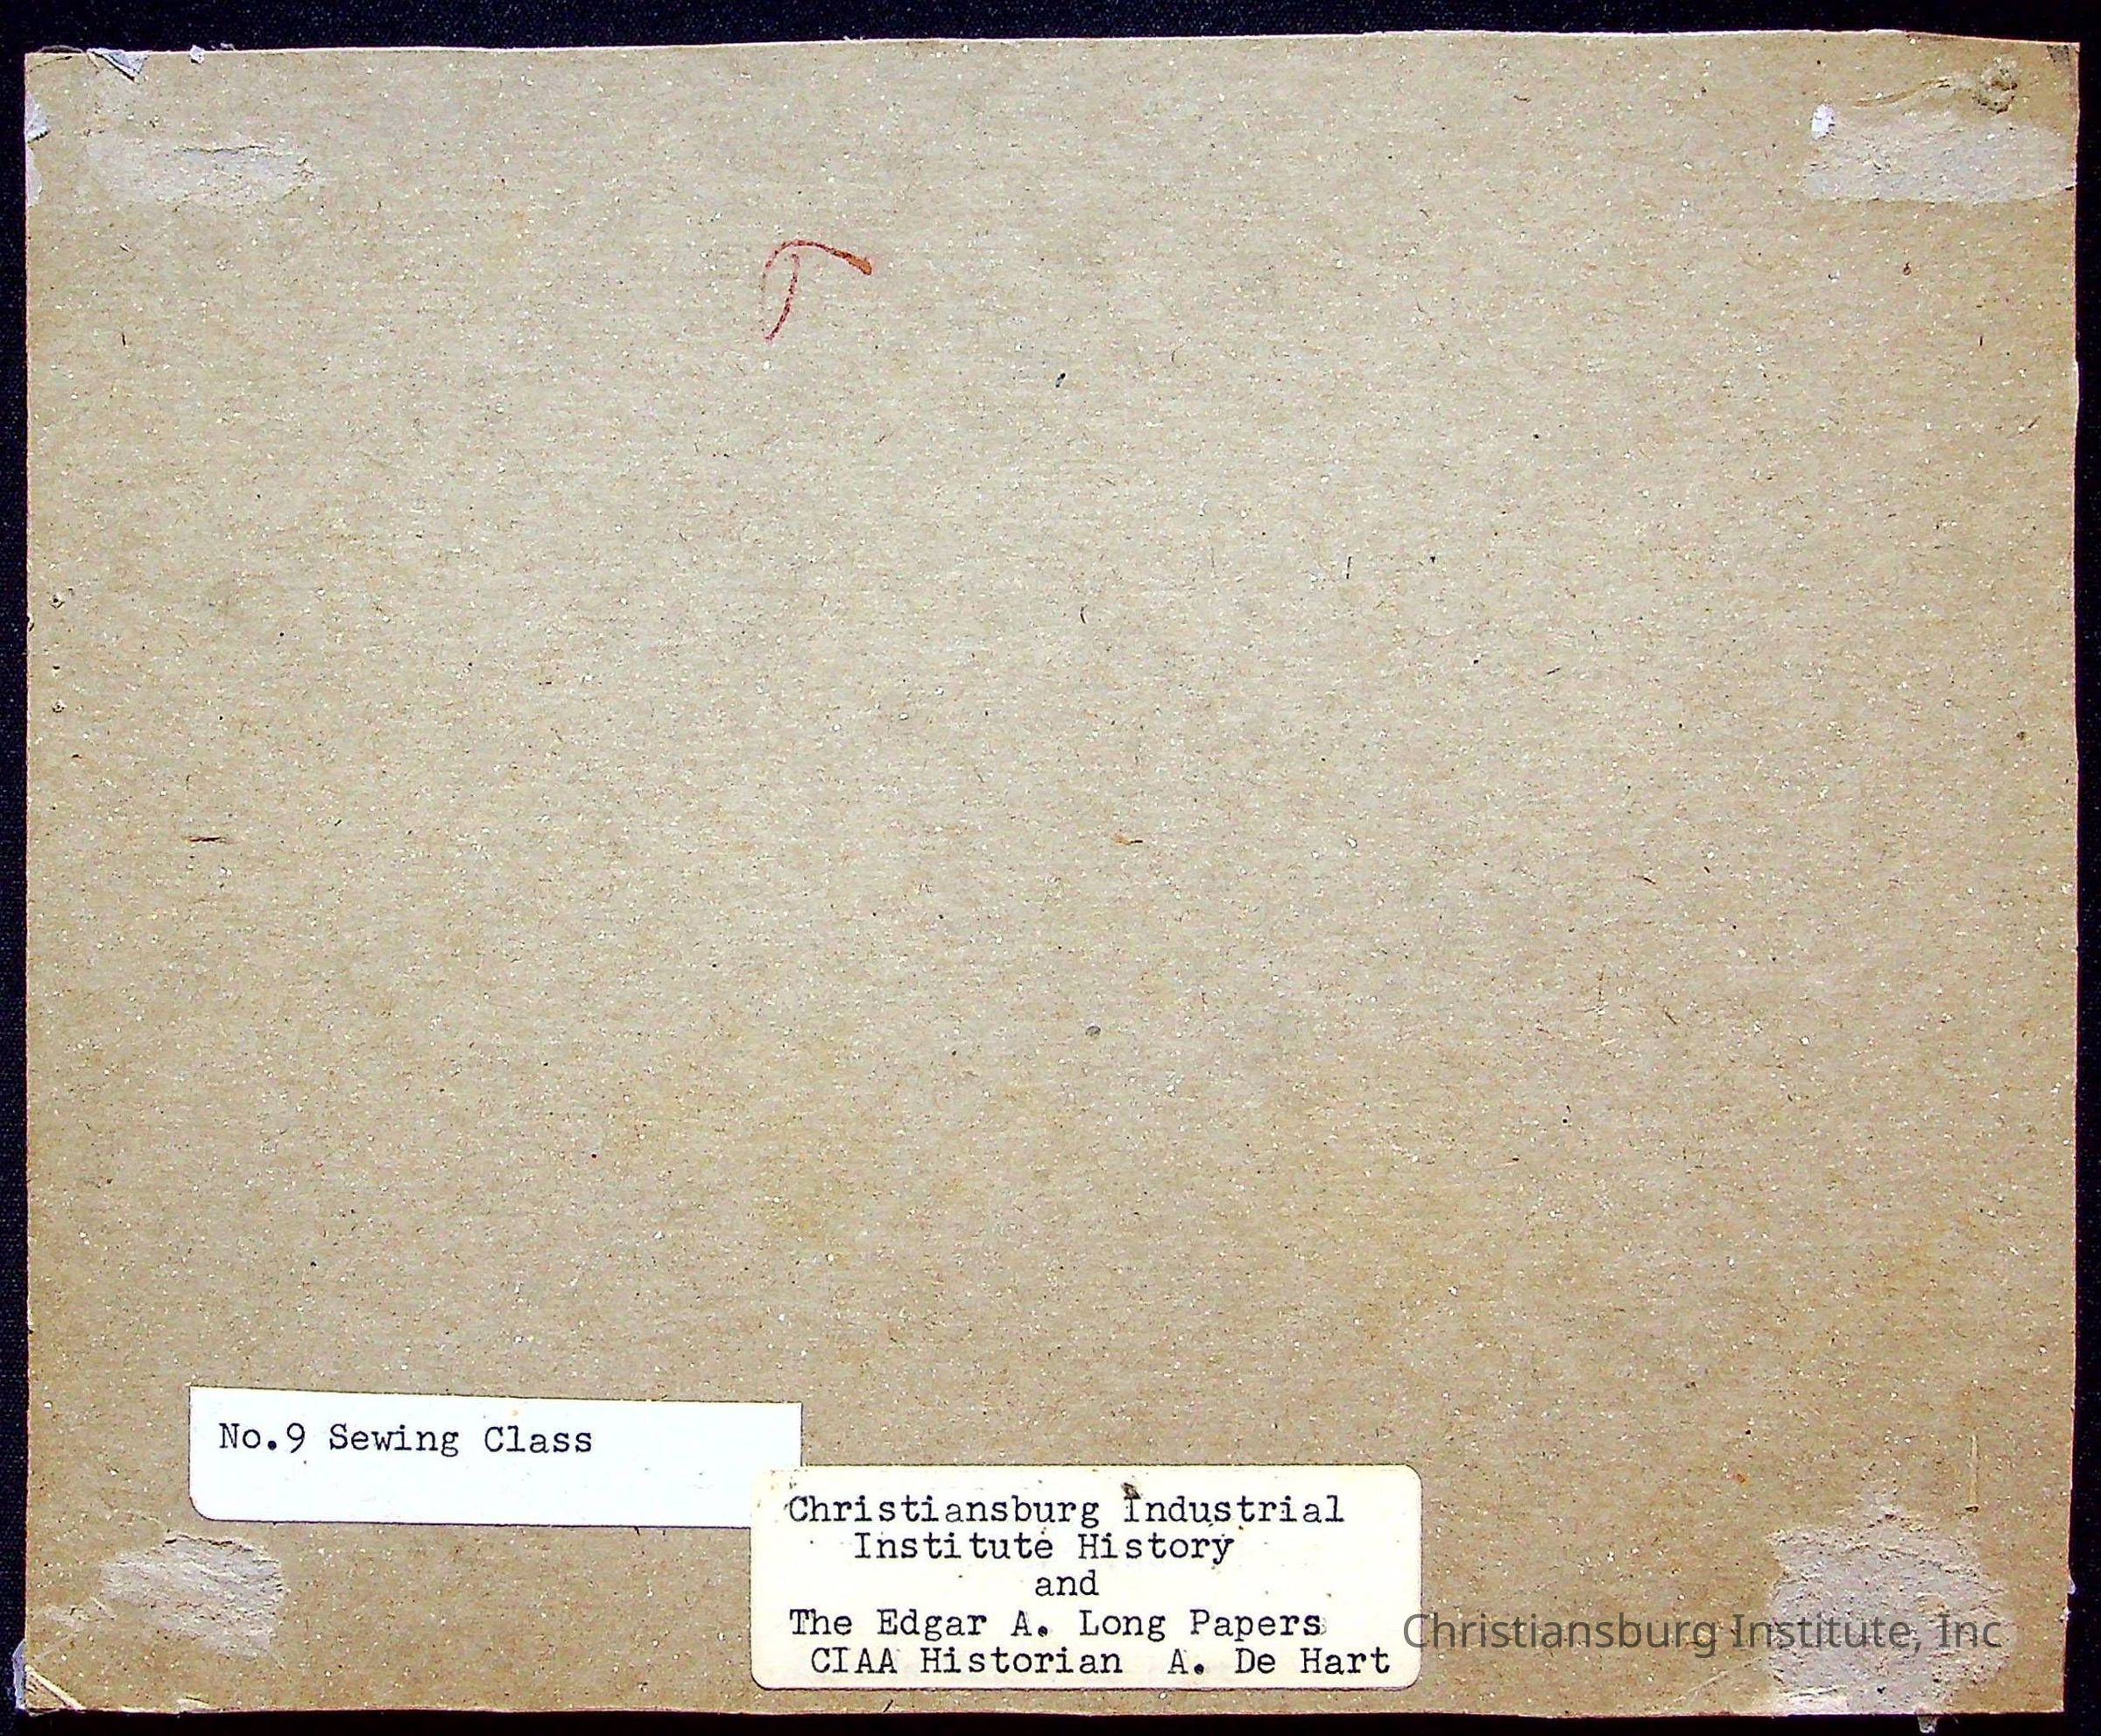 No.9 Sewing Class
Christiansburg Industrial
Institute History
and
The Edgar A. Long Papers
CIAA Historian A. De Hart
Christiansburg Institute, Inc